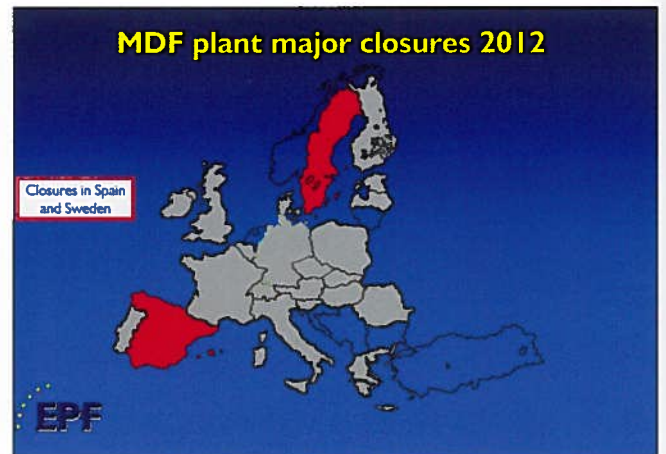 MDF plant major closures 2012
Closures in Spain
and Sweden
EPF